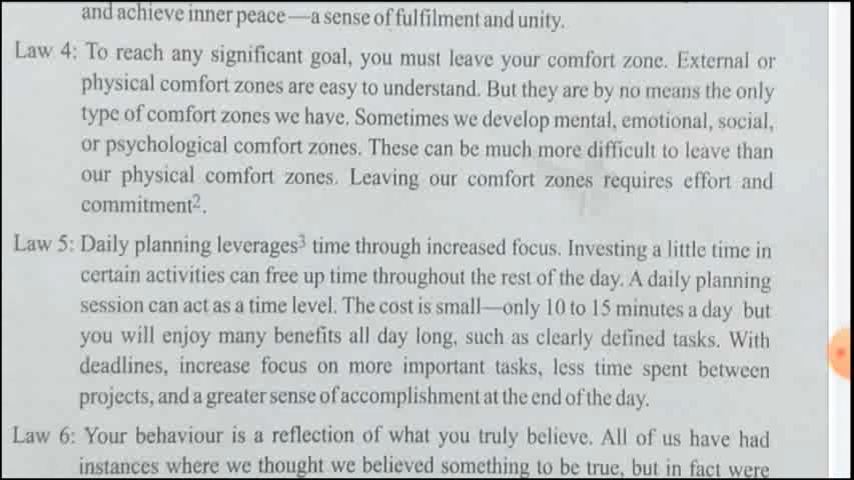 and achieve inner peace—a sense of fulfilment and unity.
Law 4: To reach any significant goal, you must leave your comfort zone. External or
physical comfort zones are easy to understand. But they are by no means the only
type of comfort zones we have. Sometimes we develop mental, emotional, social,
or psychological comfort zones. These can be much more difficult to leave than
our physical comfort zones. Leaving our comfort zones requires effort and
commitment².
Law 5: Daily planning leverages³ time through increased focus. Investing a little time in
certain activities can free up time throughout the rest of the day. A daily planning
session can act as a time level. The cost is small—only 10 to 15 minutes a day but
you will enjoy many benefits all day long, such as clearly defined tasks. With
deadlines, increase focus on more important tasks, less time spent between
projects, and a greater sense of accomplishment at the end of the day.
Law 6: Your behaviour is a reflection of what you truly believe. All of us have had
instances where we thought we believed something to be true, but in fact were